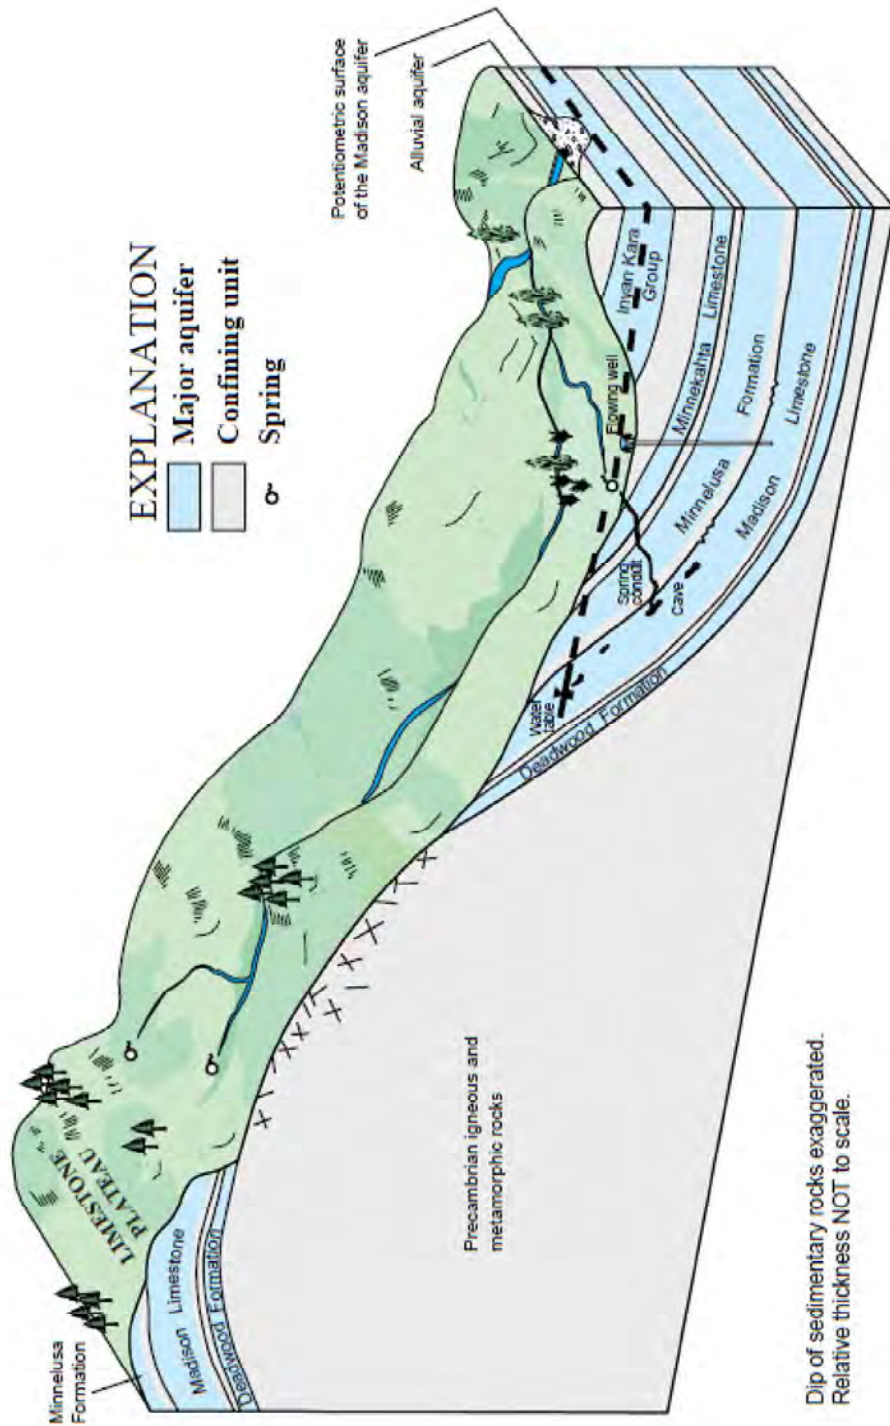 EXPLANATION
Major aquifer
Confining unit
Spring
Minnelusa
Formation
LIMESTONE
PLATEAU
Madison Limestone
Deadwood Formation
Precambrian igneous and
metamorphic rocks
Potentiometric surface
of the Madison aquifer
Alluvial aquifer
Water
table
Deadwood Formation
Cave
Spring
conduit
Flowing well
Inyan Kara
Group
Minnekahta Limestone
Minnelusa Formation
Madison Limestone
Dip of sedimentary rocks exaggerated.
Relative thickness NOT to scale.